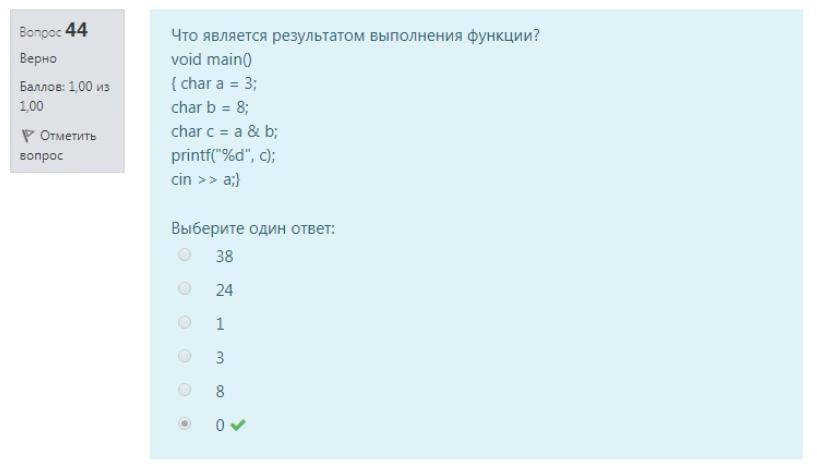 Вопрос 44
Верно
Баллов: 1,00 из
1,00
Отметить
вопрос
Что является результатом выполнения функции?
void main()
{ char a = 3;
char b = 8;
char c = a & b;
printf("%d", c);
cin >> a;}
Выберите один ответ:
38
24
1
3
8
0